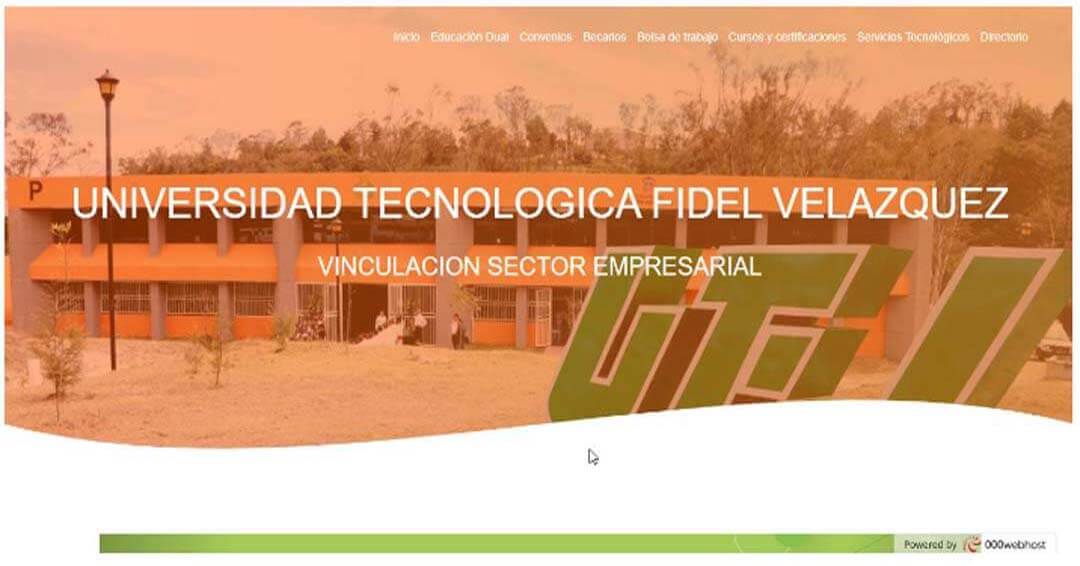 Inicio Educación Dual Convenios Becarios Bolsa de trabajo Cursos y certificaciones Servicios Tecnológicos Directorio
P
UNIVERSIDAD TECNOLOGICA FIDEL VELAZQUEZ
VINCULACION SECTOR EMPRESARIAL
Powered by 000webhost